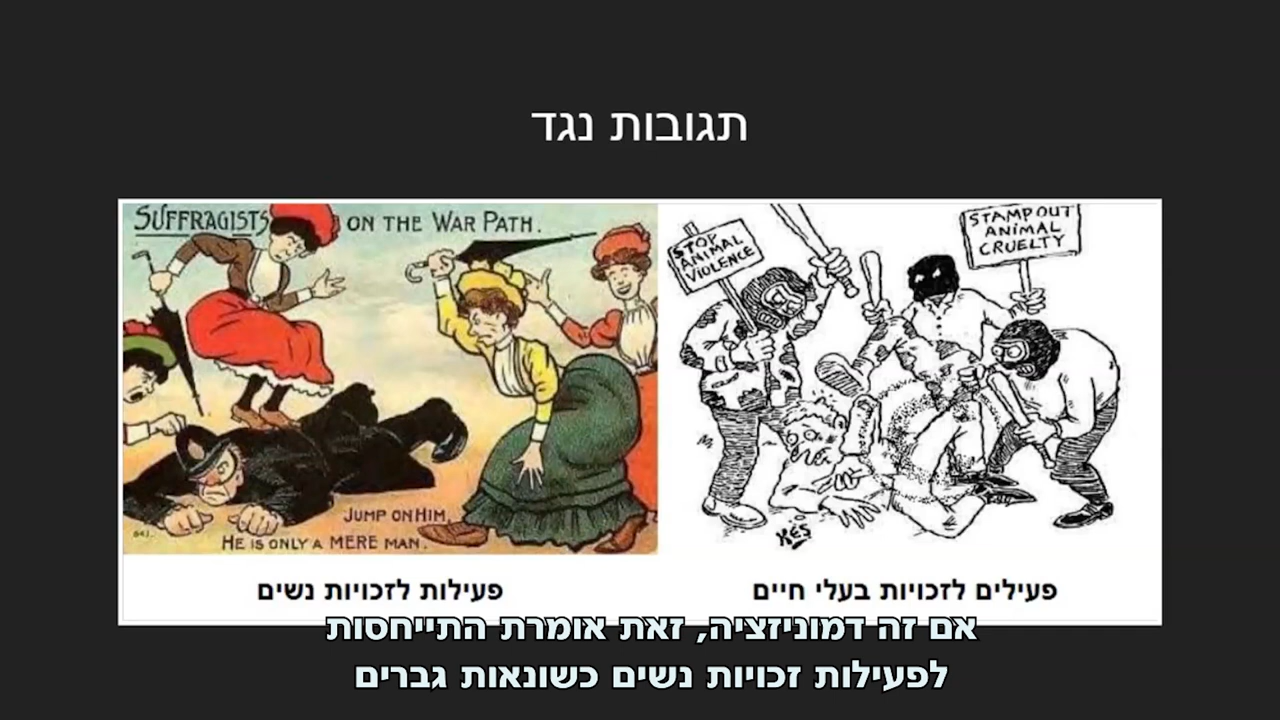 תגובות נגד
SUFFRAGISTS ON THE WAR PATH.
JUMP ON HIM,
HE IS ONLY A MERE MAN.
841.
STOP
ANIMAL
VIOLENCE
STAMP OUT
ANIMAL
CRUELTY
KES
פעילות לזכויות נשים
פעילים לזכויות בעלי חיים
אם זה דמוניזציה, זאת אומרת התייחסות
לפעילות זכויות נשים כשונאות גברים